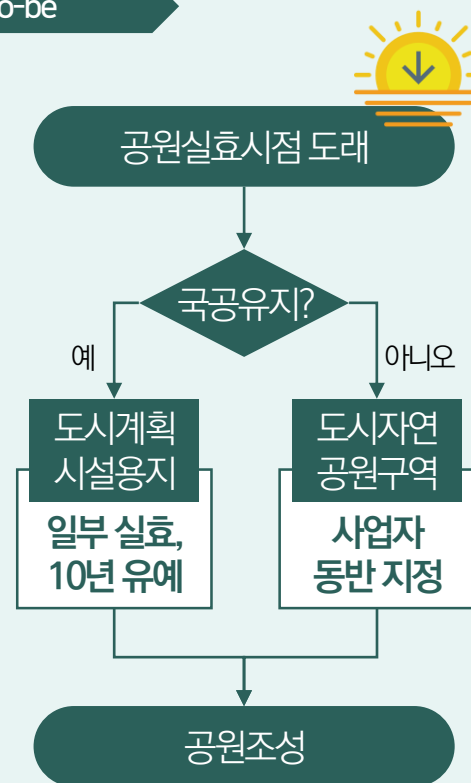 o-be
공원실효시점 도래
국공유지?
예
아니오
도시계획
시설용지
일부 실효,
10년 유예
도시자연
공원구역
사업자
동반 지정
공원조성